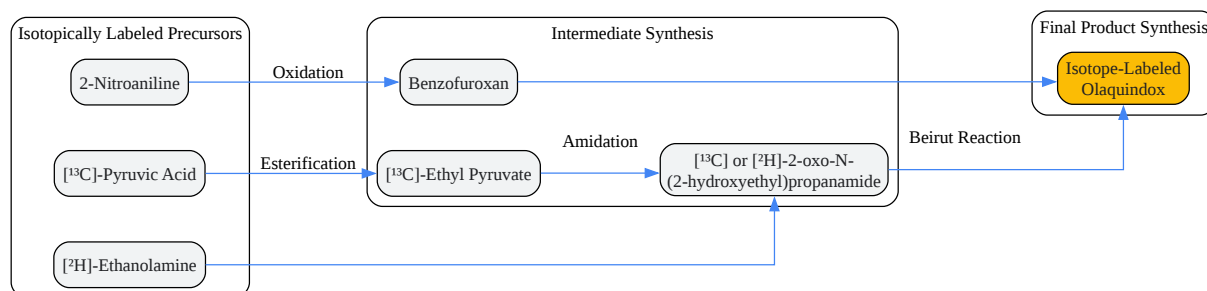 Isotopically Labeled Precursors
Intermediate Synthesis
Final Product Synthesis
2-Nitroaniline
Oxidation
Benzofuroxan
Isotope-Labeled
Olaquindox
[¹³C]-Pyruvic Acid
Esterification
[¹³C]-Ethyl Pyruvate
Amidation
[¹³C] or [²H]-2-oxo-N-
(2-hydroxyethyl)propanamide
Beirut Reaction
[²H]-Ethanolamine